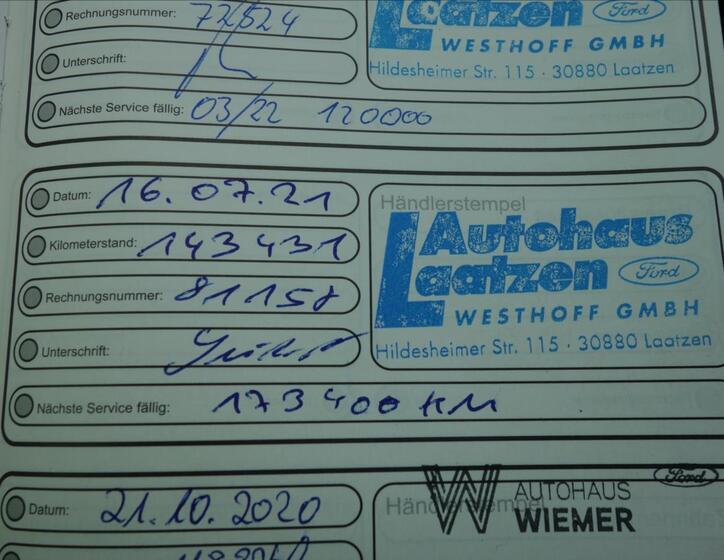 Rechnungsnummer: 72524
Laatzen Ford
WESTHOFF GMBH
Unterschrift:
Hildesheimer Str. 115 · 30880 Laatzen
Nächste Service fällig: 03/22 120000
Datum: 16.07.21
Händlerstempel
Autohaus
Kilometerstand: 143431
Laatzen Ford
Rechnungsnummer: 81158
WESTHOFF GMBH
Unterschrift:
Hildesheimer Str. 115 · 30880 Laatzen
Nächste Service fällig: 173400 KM
Ford
Datum: 21.10.2020
Händlerstempel
W AUTOHAUS
WIEMER